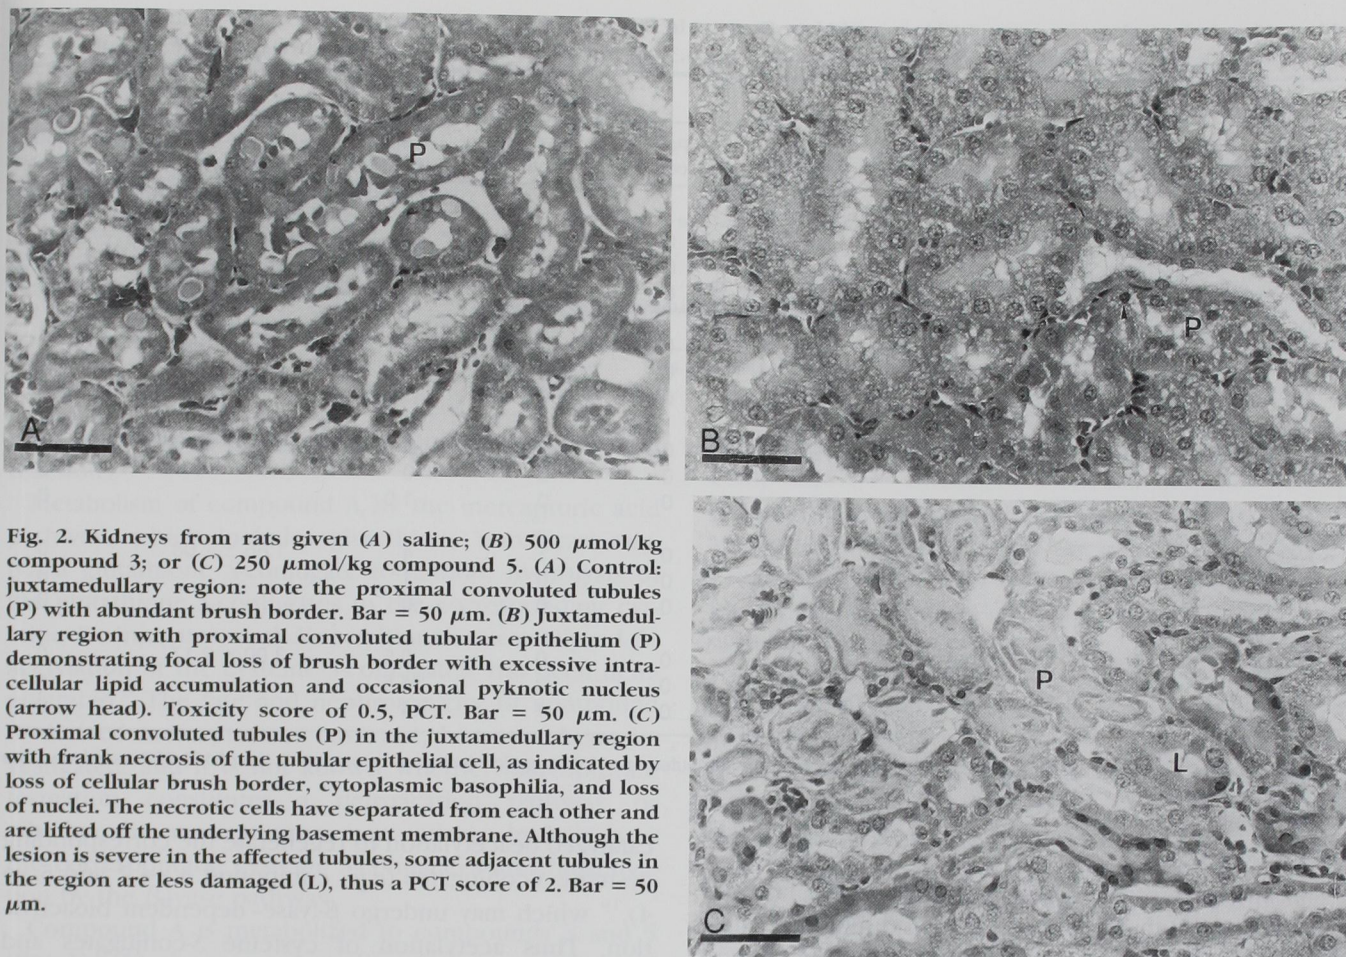 P
A
P
B
Fig. 2. Kidneys from rats given (A) saline; (B) 500 μmol/kg
compound 3; or (C) 250 μmol/kg compound 5. (A) Control:
juxtamedullary region: note the proximal convoluted tubules
(P) with abundant brush border. Bar = 50 μm. (B) Juxtamedul-
lary region with proximal convoluted tubular epithelium (P)
demonstrating focal loss of brush border with excessive intra-
cellular lipid accumulation and occasional pyknotic nucleus
(arrow head). Toxicity score of 0.5, PCT. Bar = 50 μm. (C)
Proximal convoluted tubules (P) in the juxtamedullary region
with frank necrosis of the tubular epithelial cell, as indicated by
loss of cellular brush border, cytoplasmic basophilia, and loss
of nuclei. The necrotic cells have separated from each other and
are lifted off the underlying basement membrane. Although the
lesion is severe in the affected tubules, some adjacent tubules in
the region are less damaged (L), thus a PCT score of 2. Bar = 50
μm.
P
L
C